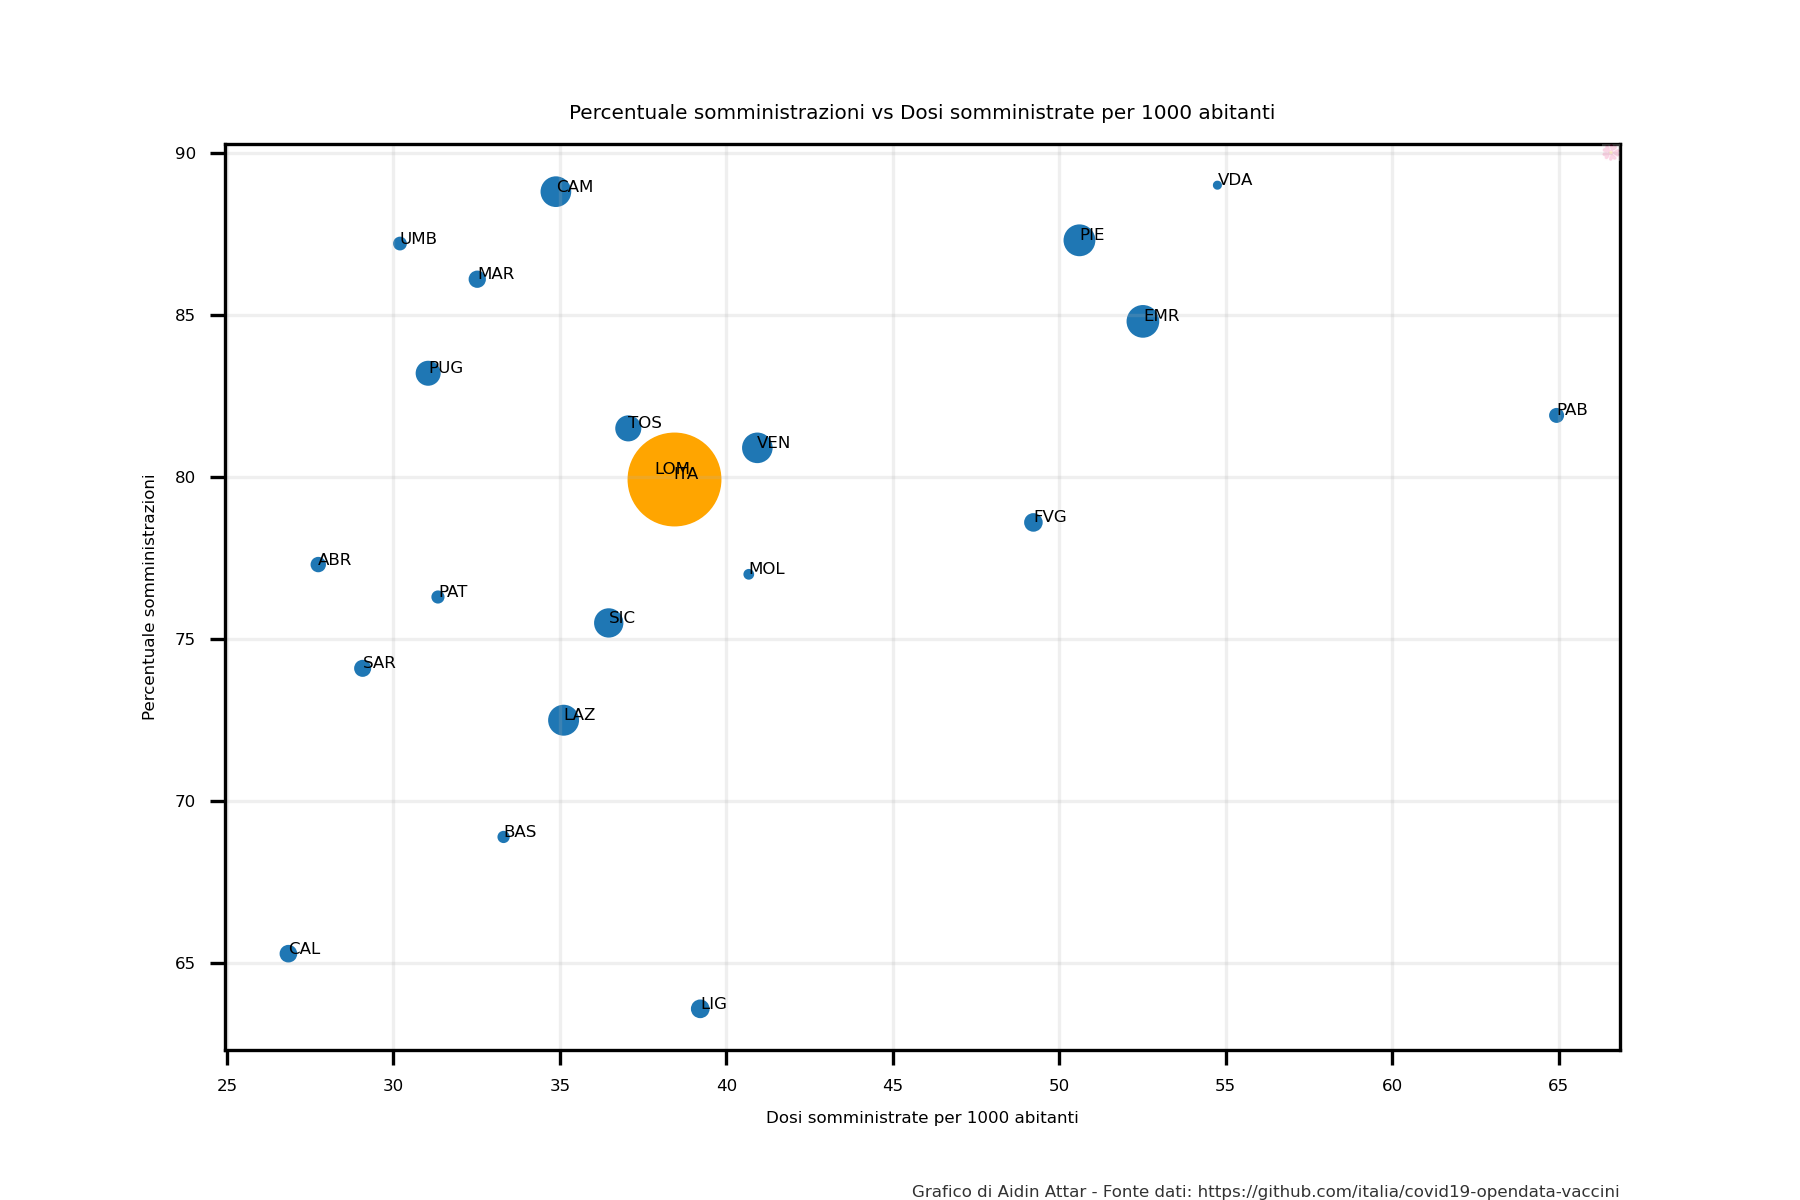 Percentuale somministrazioni vs Dosi somministrate per 1000 abitanti
90
CAM
VDA
UMB
PIE
MAR
85
EMR
PUG
PAB
TOS
VEN
80
LOM
ITA
FVG
ABR
MOL
PAT
SIC
75
SAR
LAZ
70
BAS
65
CAL
LIG
Percentuale somministrazioni
25 30 35 40 45 50 55 60 65
Dosi somministrate per 1000 abitanti
Grafico di Aidin Attar - Fonte dati: https://github.com/italia/covid19-opendata-vaccini